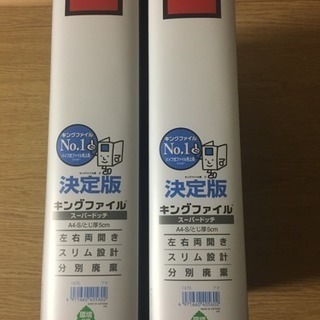 キングファイル
No.1
決定版
キングファイル
スーパードッチ
A4-S/とじ厚5cm
左右両開き
スリム設計
分別廃棄
環境
キングファイル
No.1
決定版
キングファイル
スーパードッチ
A4-S/とじ厚5cm
左右両開き
スリム設計
分別廃棄
環境